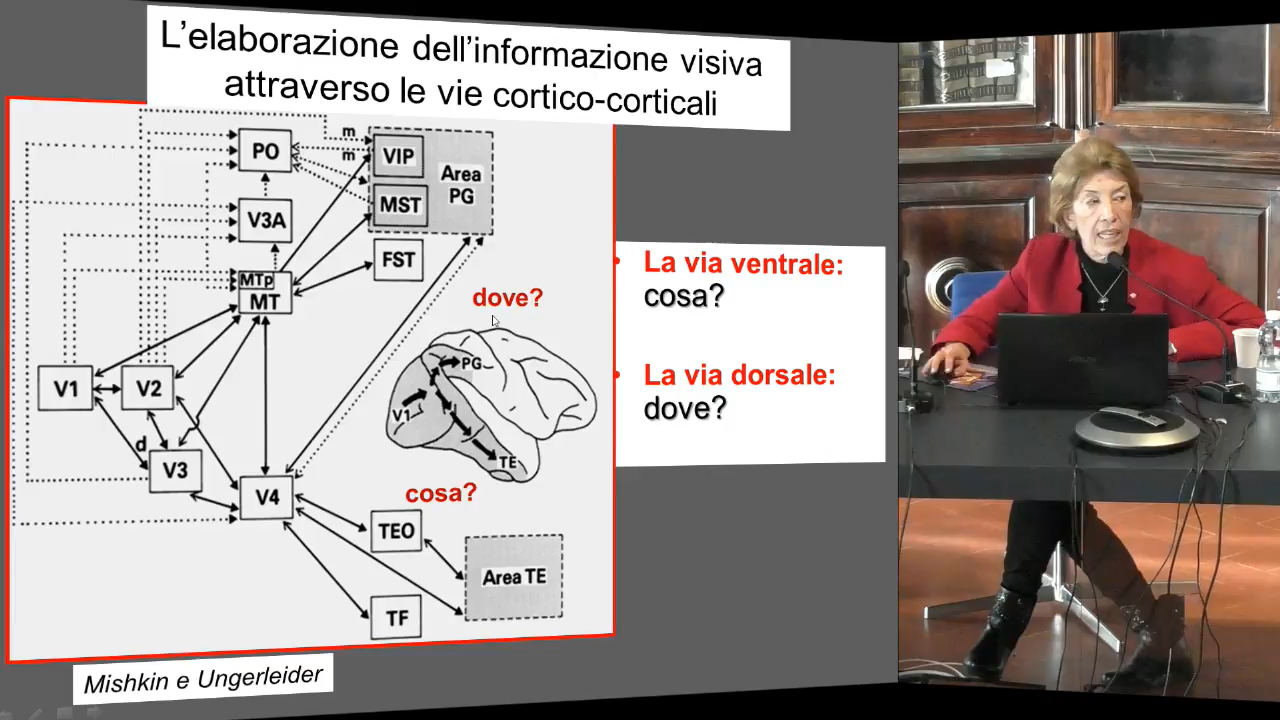 L'elaborazione dell'informazione visiva
attraverso le vie cortico-corticali
m
PO
m
VIP
Area
PG
MST
V3A
FST
MTp
MT
dove?
V1
V2
PG
V1
d
V3
TE
V4
cosa?
TEO
Area TE
TF
Mishkin e Ungerleider
• La via ventrale:
cosa?
• La via dorsale:
dove?